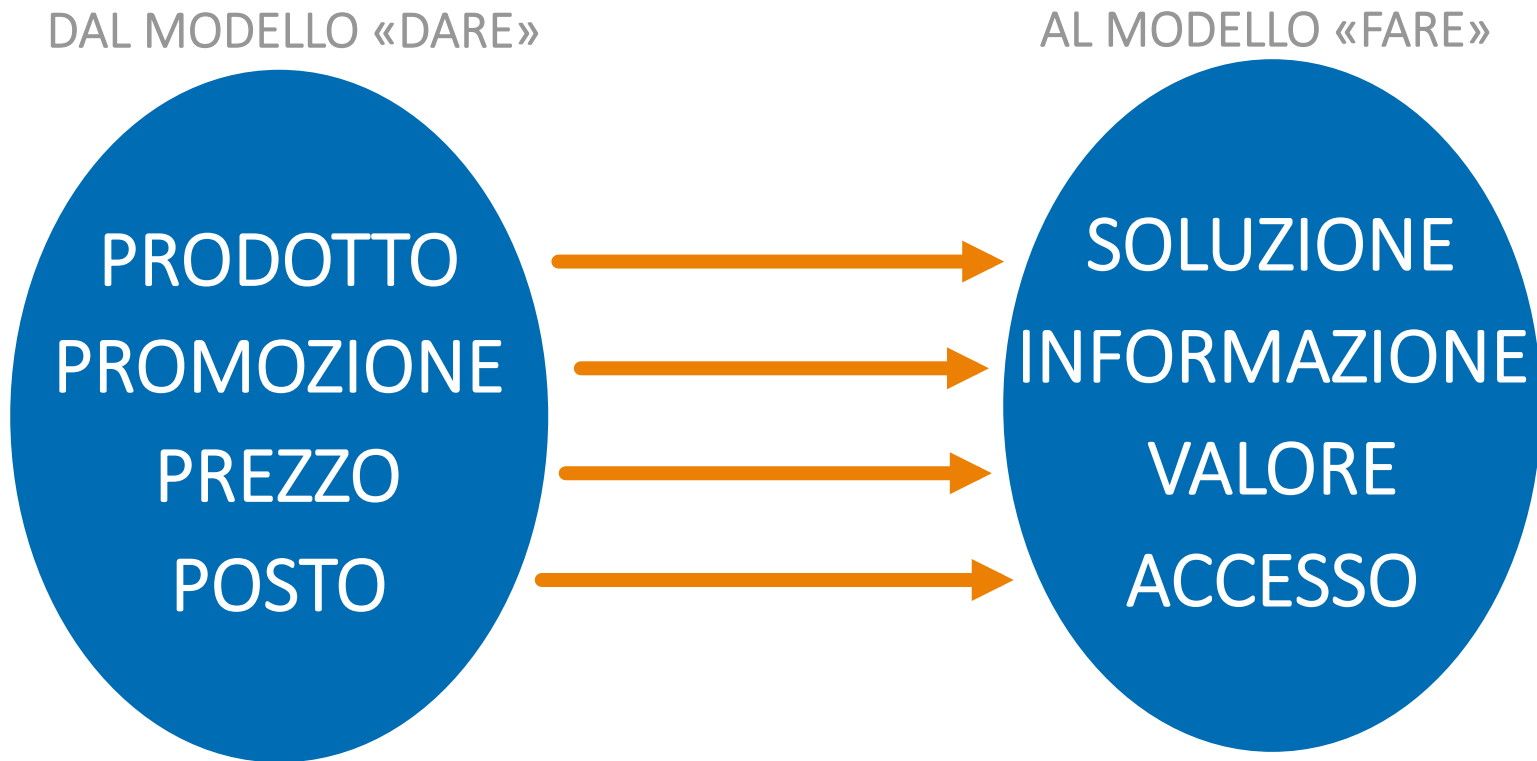 DAL MODELLO «DARE»
AL MODELLO «FARE»
PRODOTTO
PROMOZIONE
PREZZO
POSTO
SOLUZIONE
INFORMAZIONE
VALORE
ACCESSO